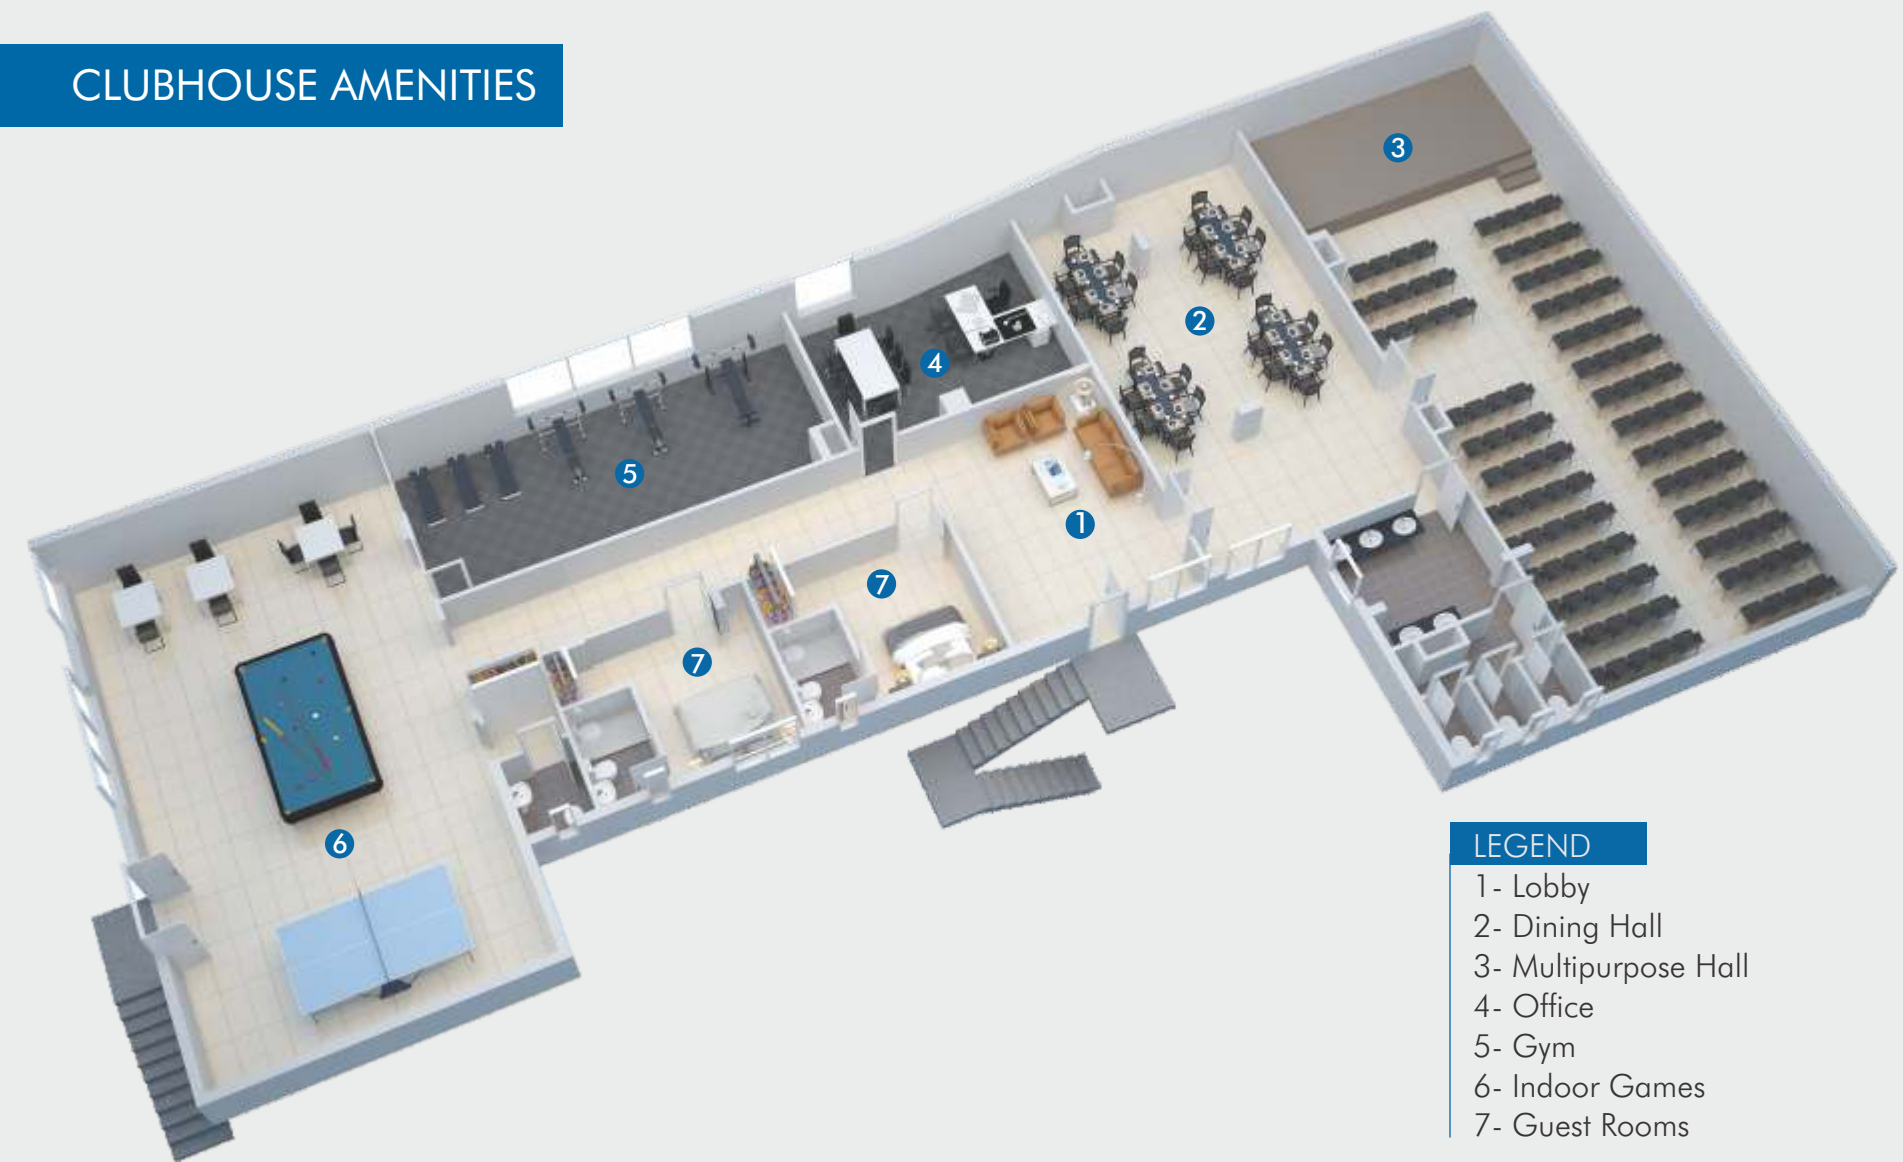 CLUBHOUSE AMENITIES
3
2
4
5
1
7
7
6
LEGEND
1- Lobby
2- Dining Hall
3- Multipurpose Hall
4- Office
5- Gym
6- Indoor Games
7- Guest Rooms